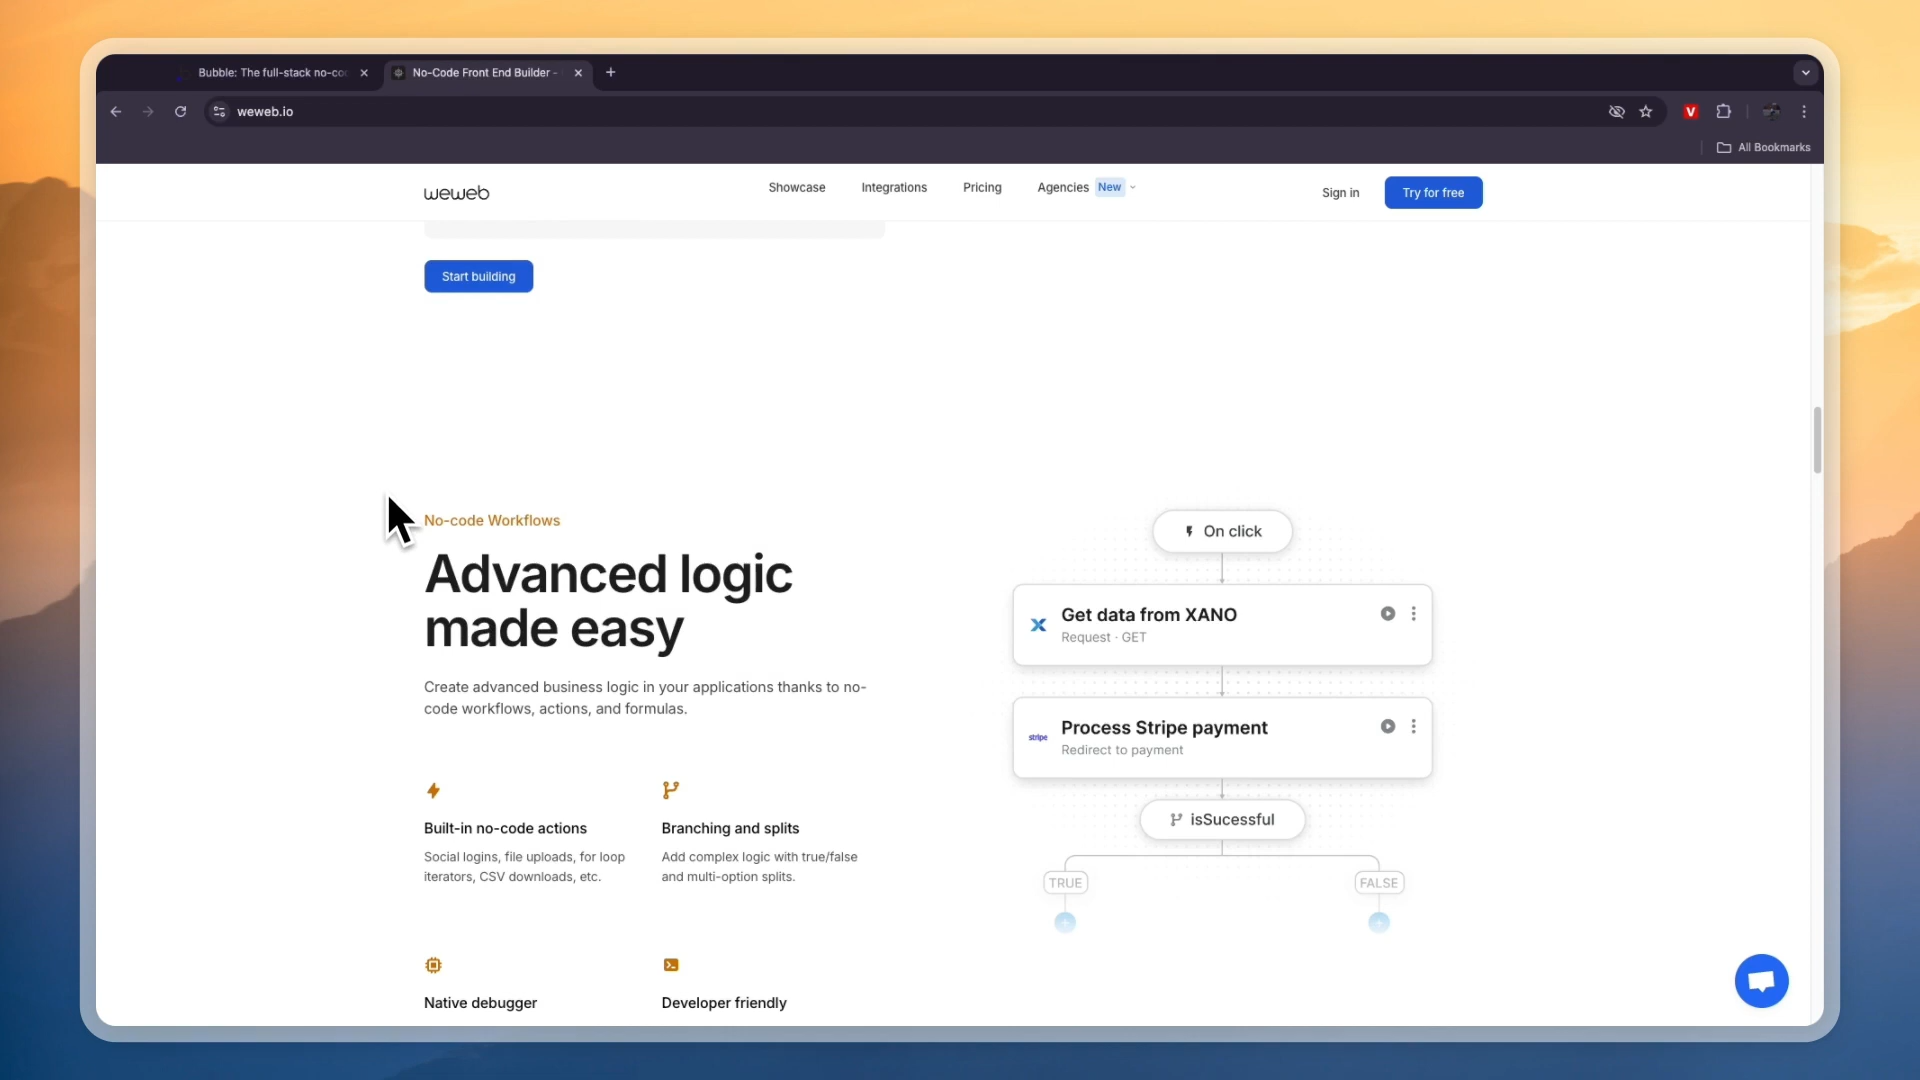 Bubble: The full-stack no-co
No-Code Front End Builder -
weweb.io
All Bookmarks
weweb
Showcase
Integrations
Pricing
Agencies
New
Sign in
Try for free
Start building
No-code Workflows
Advanced logic
made easy
Create advanced business logic in your applications thanks to no-
code workflows, actions, and formulas.
Built-in no-code actions
Social logins, file uploads, for loop
iterators, CSV downloads, etc.
Branching and splits
Add complex logic with true/false
and multi-option splits.
Native debugger
Developer friendly
On click
Get data from XANO
Request · GET
stripe
Process Stripe payment
Redirect to payment
isSucessful
TRUE
FALSE